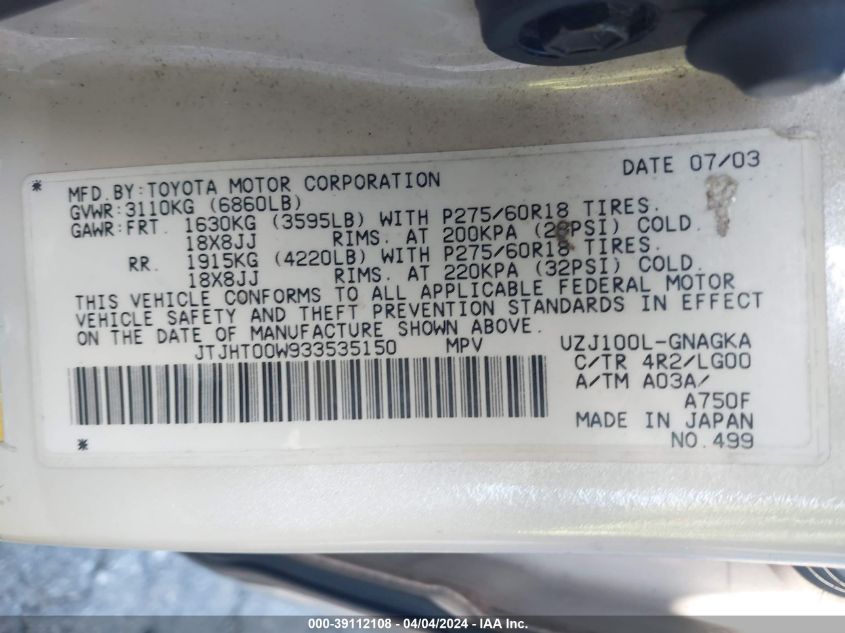 * DATE 07/03
MFD. BY: TOYOTA MOTOR CORPORATION
GVWR: 3110KG (6860LB)
GAWR: FRT. 1630KG (3595LB) WITH P275/60R18 TIRES.
18X8JJ RIMS. AT 200KPA (PSI) COLD.
RR. 1915KG (4220LB) WITH P275/60R18 TIRES.
18X8JJ RIMS. AT 220KPA (32PSI) COLD.
THIS VEHICLE CONFORMS TO ALL APPLICABLE FEDERAL MOTOR
VEHICLE SAFETY AND THEFT PREVENTION STANDARDS IN EFFECT
ON THE DATE OF MANUFACTURE SHOWN ABOVE.
JTJHT00W933535150 MPV UZJ100L-GNAGKA
C/TR 4R2/LG00
A/TM A03A/
A750F
MADE IN JAPAN
* NO. 499
000-39112108 - 04/04/2024 - IAA Inc.